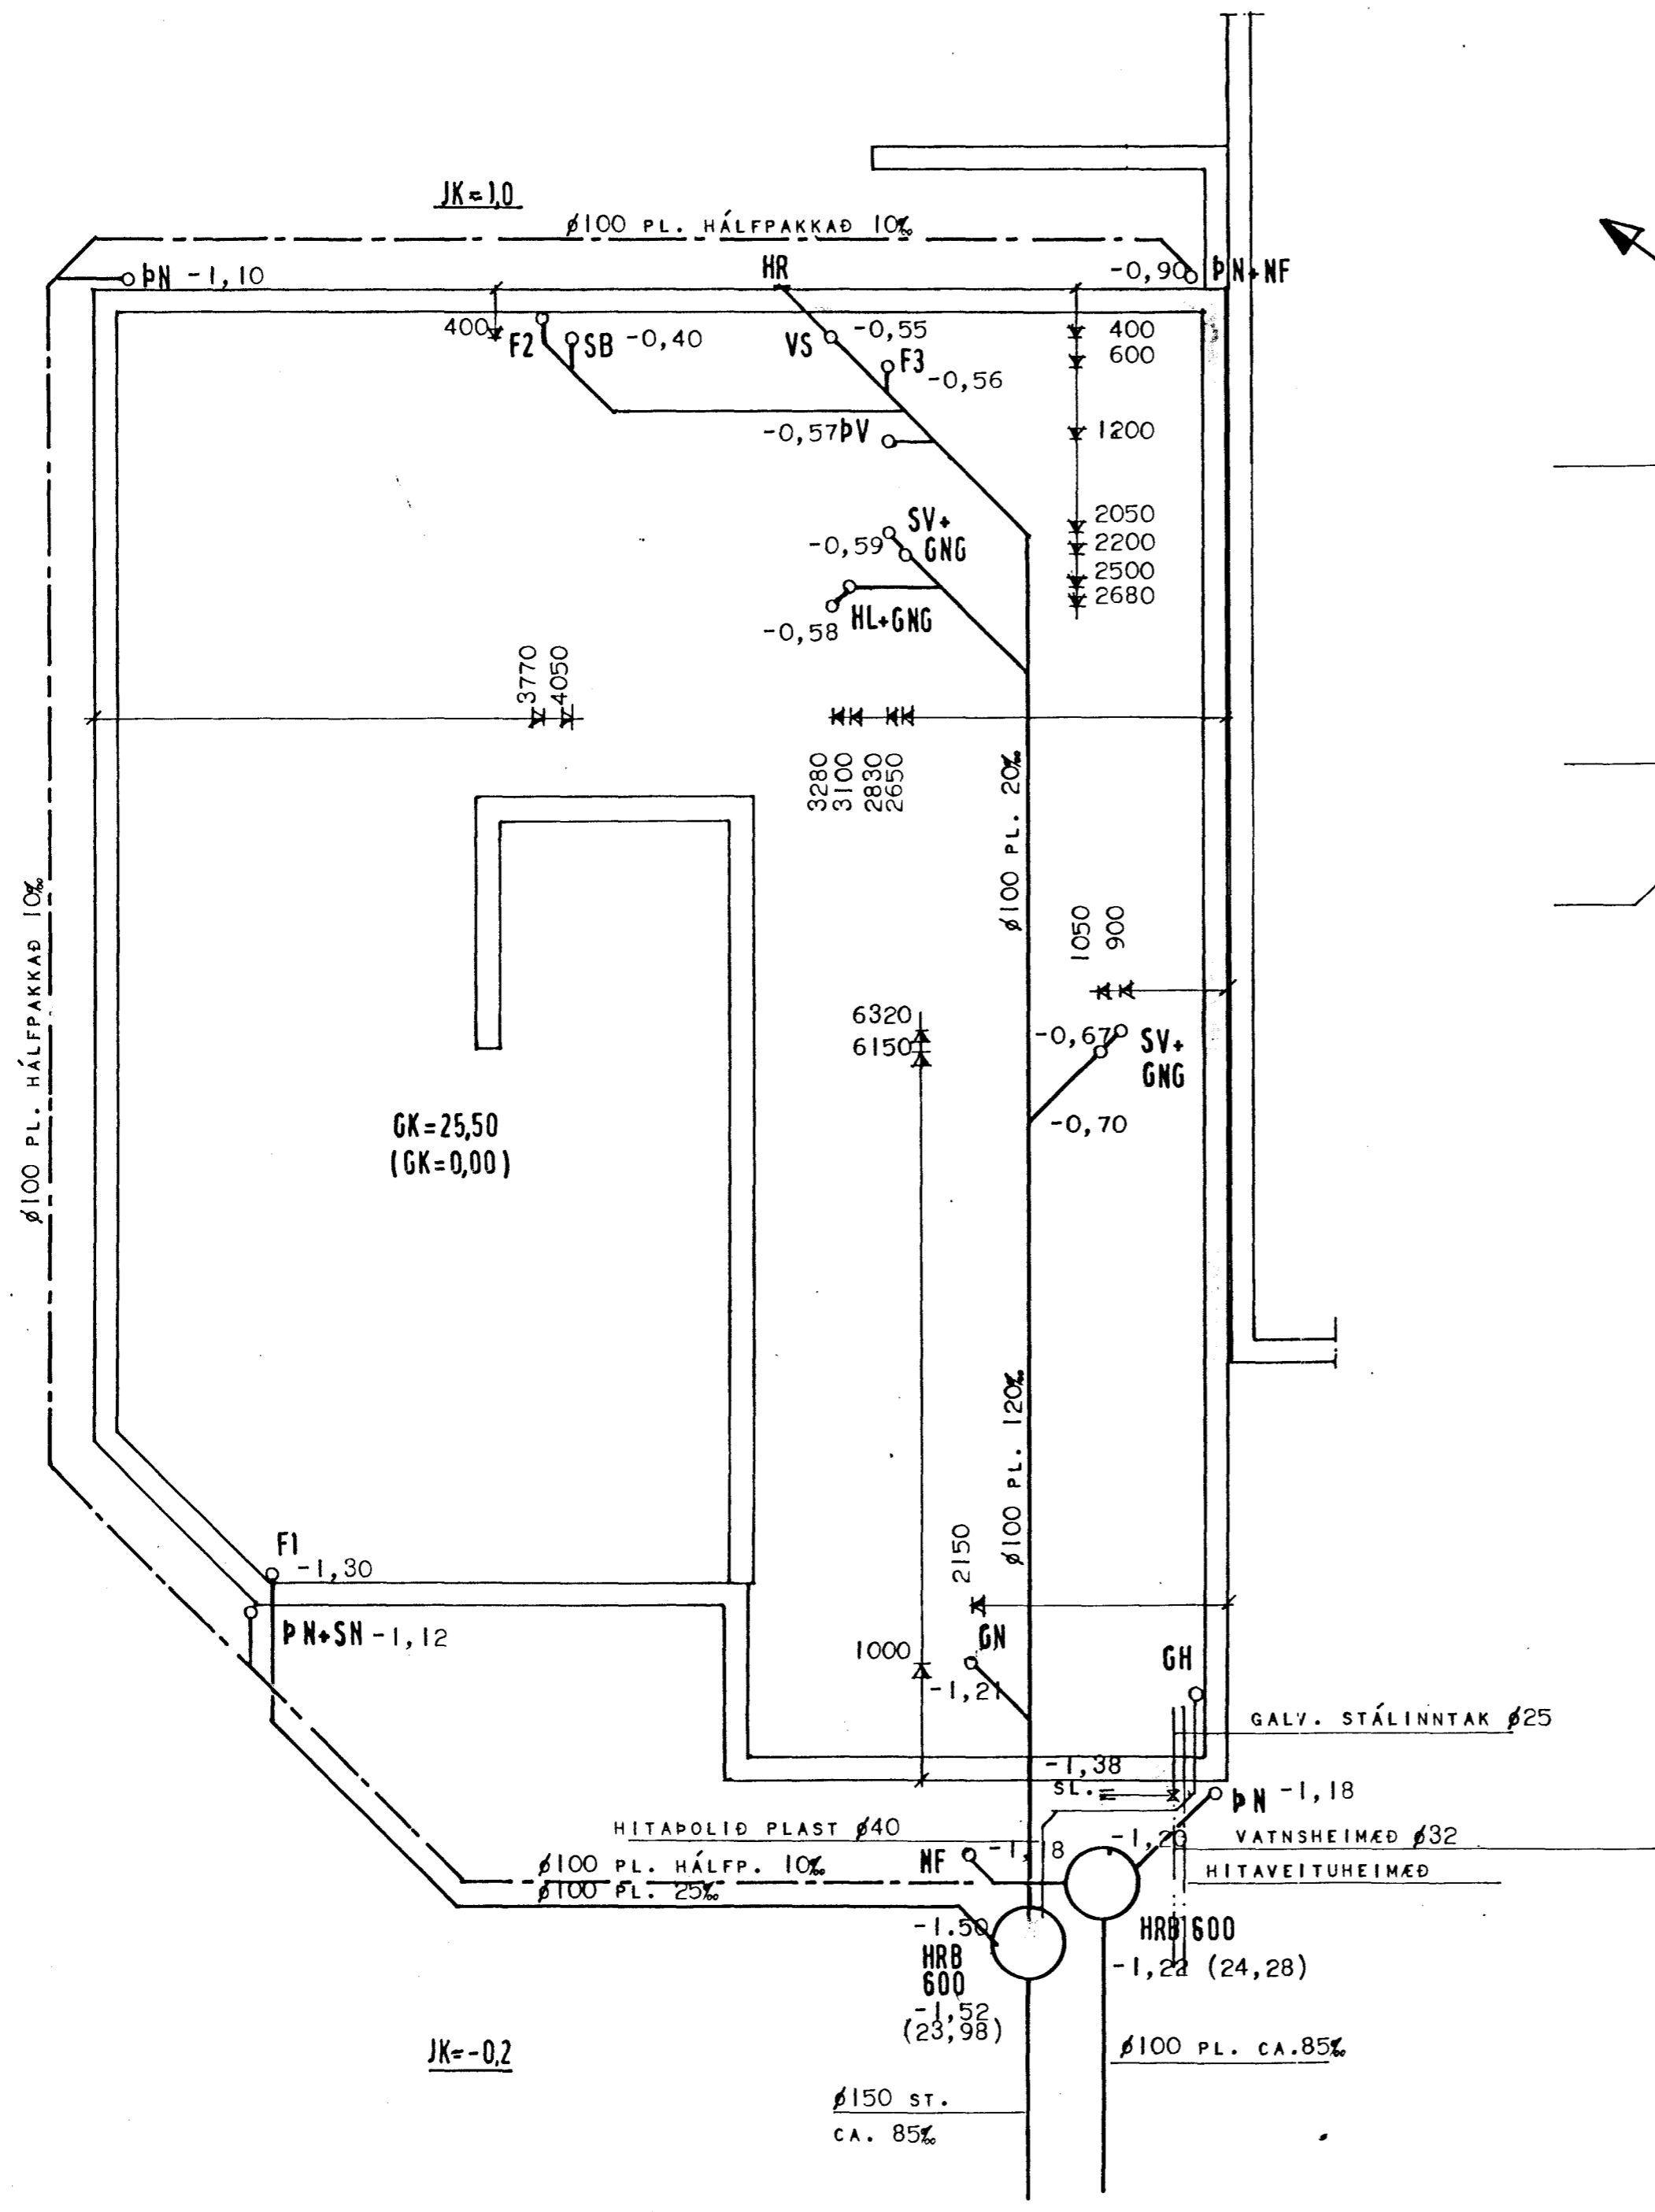 JK=1,0
Ø100 PL. HÁLFPAKKAÐ 10‰
ÞN -1,10
HR
-0,90 ÞN+NF
400
F2
SB -0,40
VS
-0,55
F3
-0,56
-0,57 ÞV
400
600
1200
2050
2200
2500
2680
SV+
GNG
-0,59
HL+GNG
-0,58
3770
4050
3280
3100
2830
2650
Ø100 PL. 20‰
1050
900
6320
6150
-0,67
SV+
GNG
-0,70
Ø100 PL. HÁLFPAKKAÐ 10‰
GK=25,50
(GK=0,00)
Ø100 PL. 120‰
F1
-1,30
ÞN+SN -1,12
2150
1000
GN
-1,21
GH
GALV. STÁLINNTAK Ø25
-1,38
SL.
ÞN -1,18
HITAÞOLIÐ PLAST Ø40
-1,20
VATNSHEIMÆÐ Ø32
NF
-1,18
HITAVEITUHEIMÆÐ
Ø100 PL. HÁLFP. 10‰
Ø100 PL. 25‰
-1.50
HRB
600
-1,52
(23,98)
HRB 600
-1,22 (24,28)
JK=-0,2
Ø100 PL. CA.85‰
Ø150 ST.
CA. 85‰